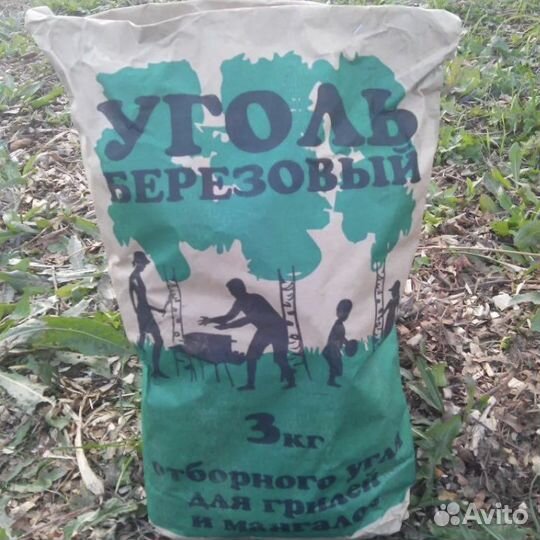 УГОЛЬ
БЕРЕЗОВЫЙ
3кг
отборного угля
для грилей
и мангалов
Avito